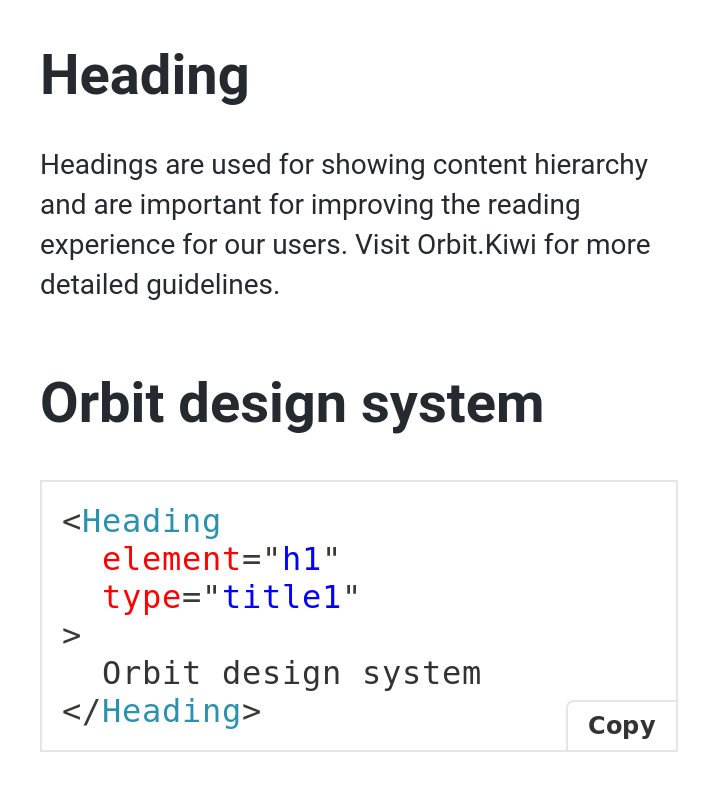 Heading
Headings are used for showing content hierarchy
and are important for improving the reading
experience for our users. Visit Orbit.Kiwi for more
detailed guidelines.
Orbit design system
<Heading
  element="h1"
  type="title1"
>
  Orbit design system
</Heading>
Copy